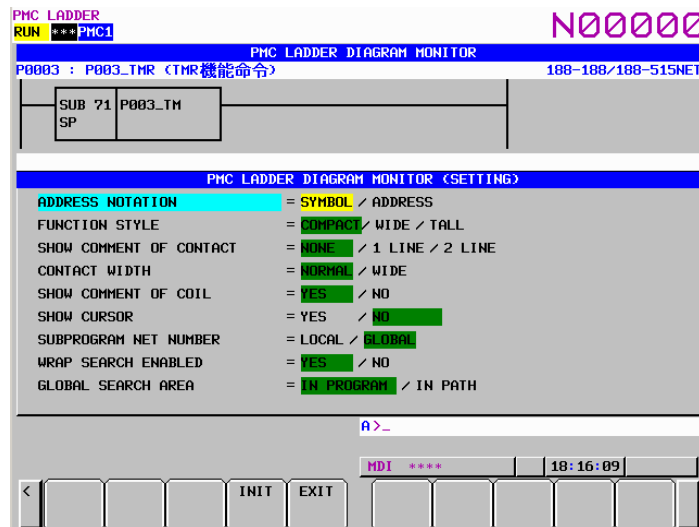 PMC LADDER
RUN ***PMC1 N00000
PMC LADDER DIAGRAM MONITOR
P0003 : P003_TMR (TMR機能命令) 188-188/188-515NET
SUB 71 P003_TM
SP
PMC LADDER DIAGRAM MONITOR (SETTING)
ADDRESS NOTATION = SYMBOL / ADDRESS
FUNCTION STYLE = COMPACT / WIDE / TALL
SHOW COMMENT OF CONTACT = NONE / 1 LINE / 2 LINE
CONTACT WIDTH = NORMAL / WIDE
SHOW COMMENT OF COIL = YES / NO
SHOW CURSOR = YES / NO
SUBPROGRAM NET NUMBER = LOCAL / GLOBAL
WRAP SEARCH ENABLED = YES / NO
GLOBAL SEARCH AREA = IN PROGRAM / IN PATH
A>_
MDI **** 18:16:09
< INIT EXIT